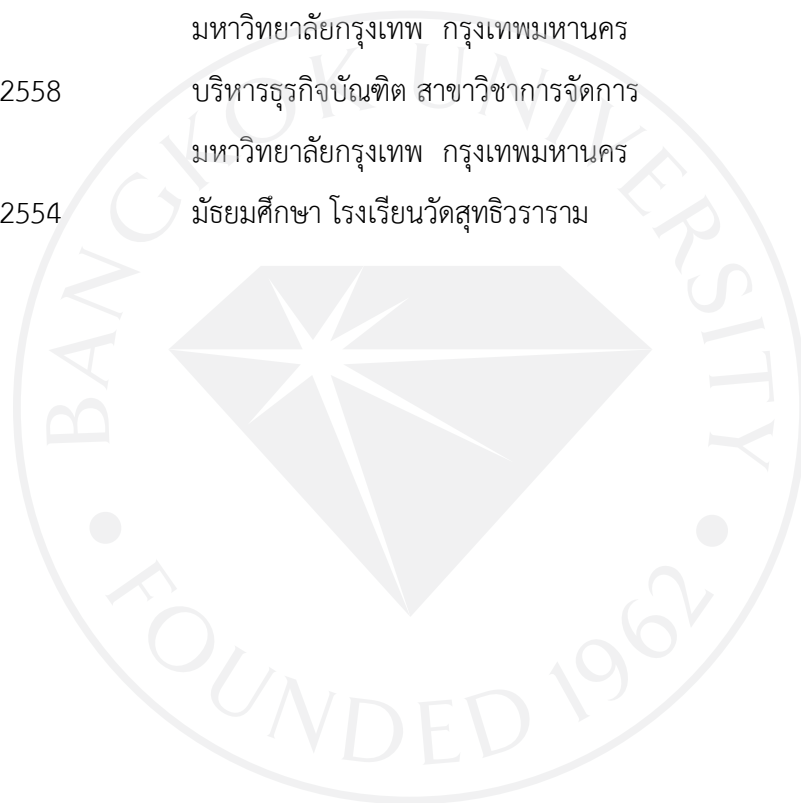 มหาวิทยาลัยกรุงเทพ กรุงเทพมหานคร
2558 บริหารธุรกิจบัณฑิต สาขาวิชาการจัดการ
มหาวิทยาลัยกรุงเทพ กรุงเทพมหานคร
2554 มัธยมศึกษา โรงเรียนวัดสุทธิวราราม
BANGKOK UNIVERSITY
• FOUNDED 1962 •